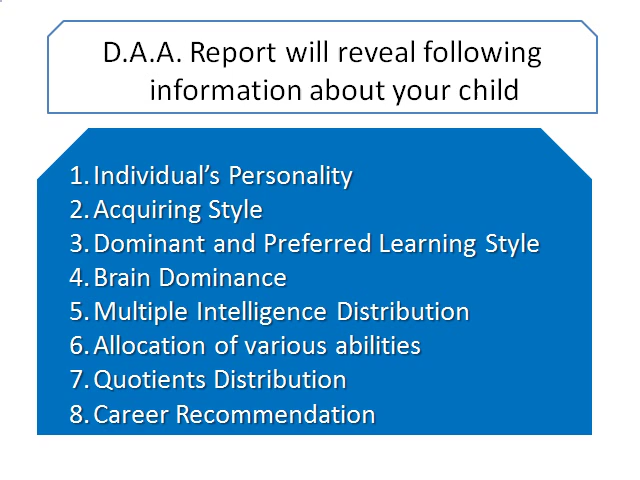 D.A.A. Report will reveal following
information about your child
1. Individual's Personality
2. Acquiring Style
3. Dominant and Preferred Learning Style
4. Brain Dominance
5. Multiple Intelligence Distribution
6. Allocation of various abilities
7. Quotients Distribution
8. Career Recommendation